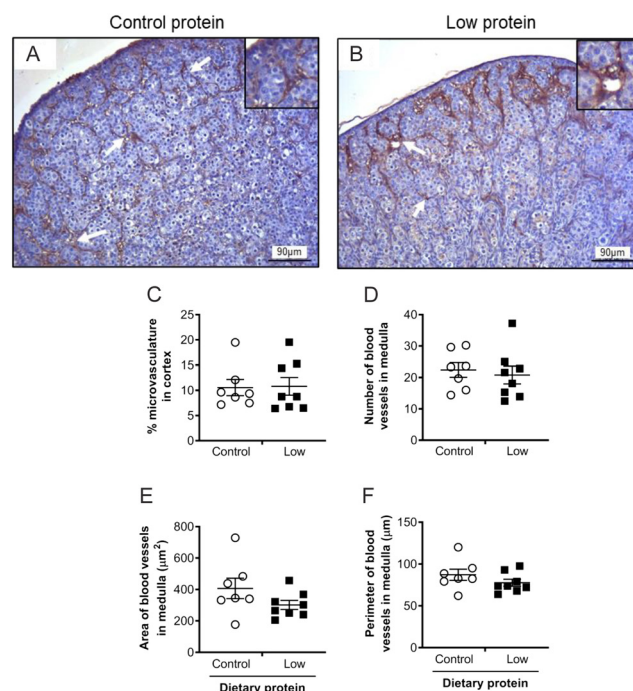 Control protein
Low protein
A
B
90μm
90μm
C
D
% microvasculature
in cortex
25
20
15
10
5
0
Control
Low
Number of blood
vessels in medulla
40
30
20
10
0
Control
Low
E
F
Area of blood vessels
in medulla (μm²)
800
600
400
200
0
Control
Low
Dietary protein
Perimeter of blood
vessels in medulla (μm)
150
100
50
0
Control
Low
Dietary protein